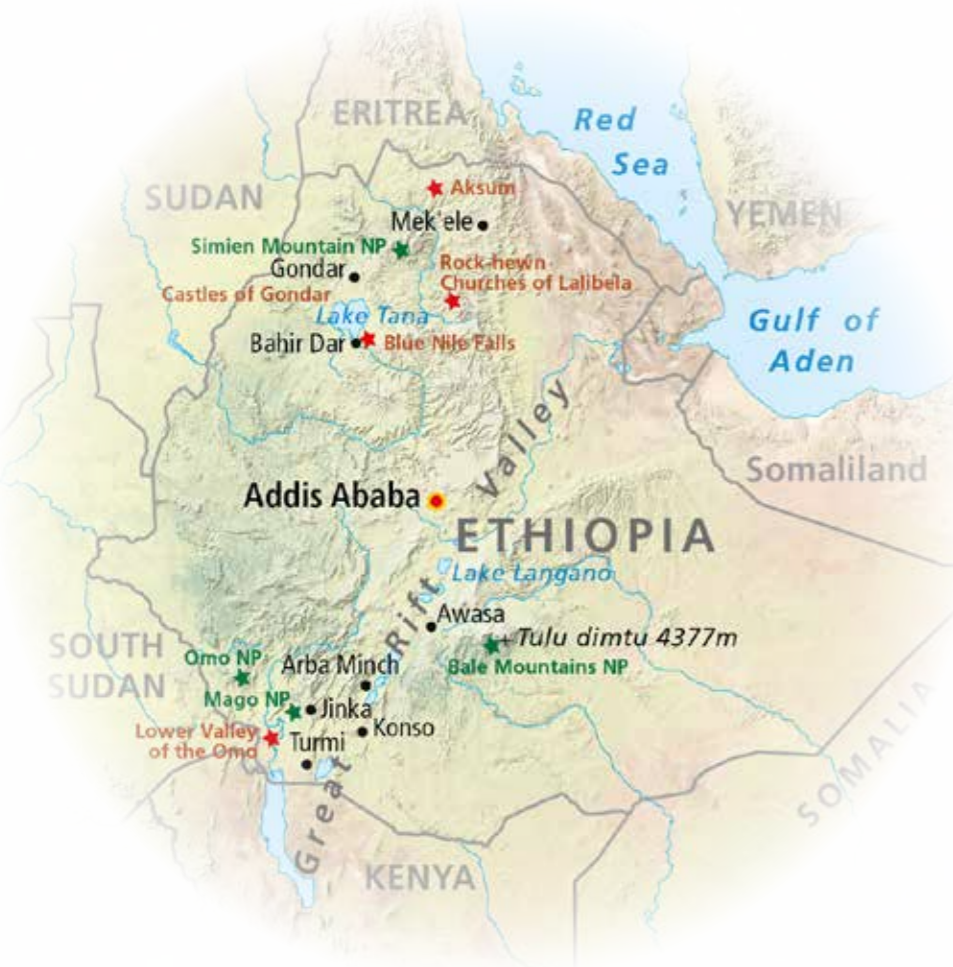 ERITREA
Red
Sea
SUDAN
Aksum
YEMEN
Mek'ele
Simien Mountain NP
Gondar
Rock-hewn
Churches of Lalibela
Castles of Gondar
Lake Tana
Gulf of
Aden
Bahir Dar
Blue Nile Falls
Somaliland
Addis Ababa
ETHIOPIA
Lake Langano
Great Rift Valley
Awasa
Tulu dimtu 4377m
SOUTH
SUDAN
Omo NP
Arba Minch
Bale Mountains NP
Mago NP
Jinka
Konso
Lower Valley
of the Omo
Turmi
SOMALIA
KENYA